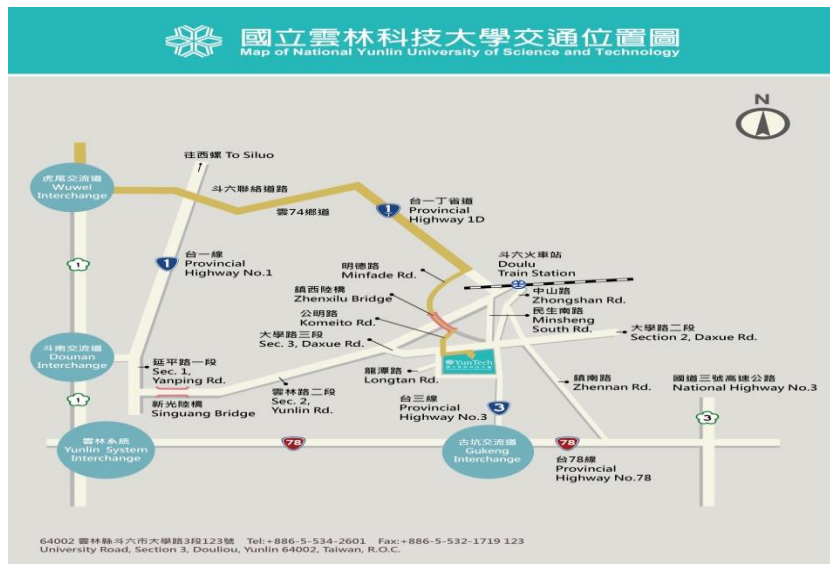 國立雲林科技大學交通位置圖
Map of National Yunlin University of Science and Technology
N
往西螺 To Siluo
虎尾交流道
Wuwei
Interchange
斗六聯絡道路
雲74鄉道
1
台一丁省道
Provincial
Highway 1D
斗六火車站
Doulu
Train Station
1
1
台一線
Provincial
Highway No.1
明德路
Minfade Rd.
鎮西陸橋
Zhenxilu Bridge
中山路
Zhongshan Rd.
公明路
Komeito Rd.
民生南路
Minsheng
South Rd.
大學路三段
Sec. 3, Daxue Rd.
大學路二段
Section 2, Daxue Rd.
斗南交流道
Dounan
Interchange
延平路一段
Sec. 1,
Yanping Rd.
YunTech
龍潭路
Longtan Rd.
鎮南路
Zhennan Rd.
國道三號高速公路
National Highway No.3
雲林路二段
Sec. 2,
Yunlin Rd.
1
新光陸橋
Singuang Bridge
台三線
Provincial
Highway No.3
3
3
雲林系統
Yunlin System
Interchange
78
古坑交流道
Gukeng
Interchange
78
台78線
Provincial
Highway No.78
64002 雲林縣斗六市大學路3段123號 Tel:+886-5-534-2601 Fax:+886-5-532-1719 123
University Road, Section 3, Douliou, Yunlin 64002, Taiwan, R.O.C.